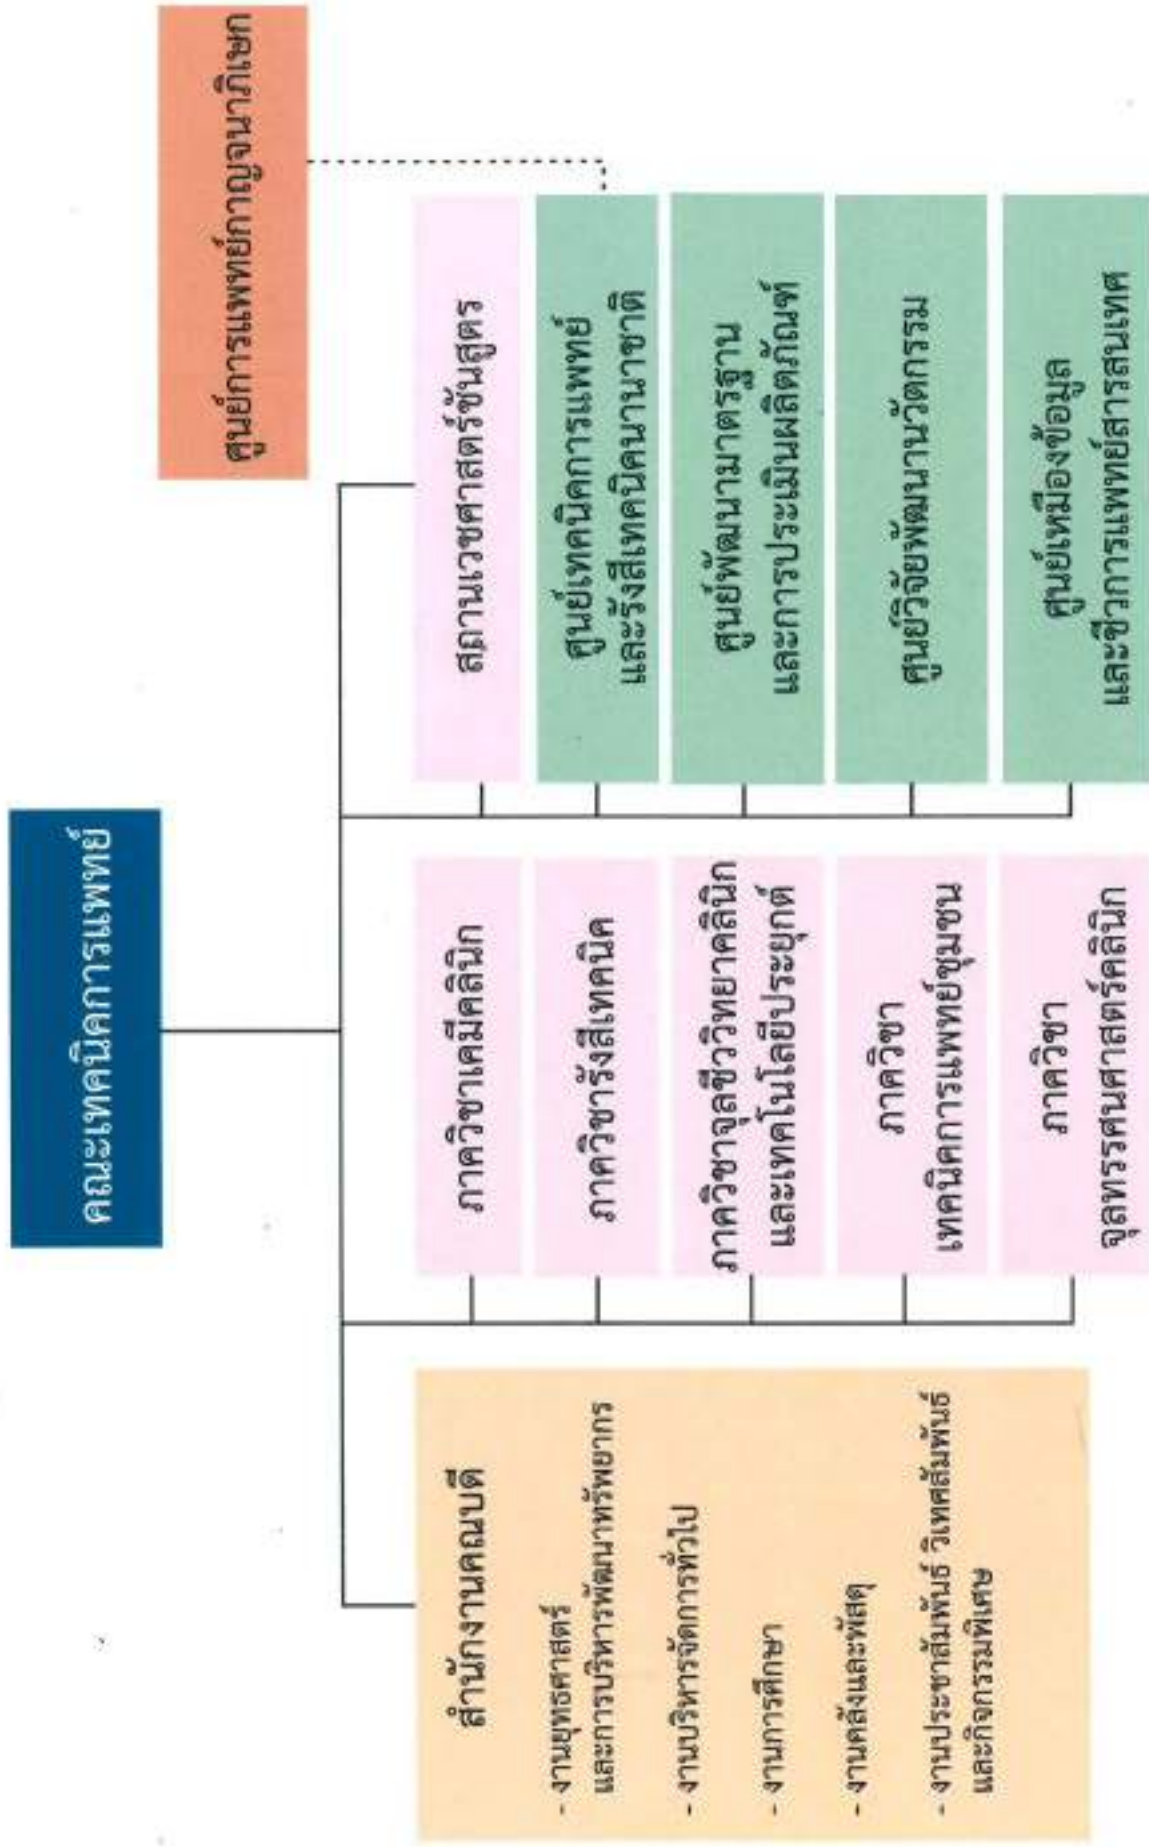 คณะเทคนิคการแพทย์
ศูนย์การแพทย์กาญจนาภิเษก
สำนักงานคณบดี
- งานยุทธศาสตร์
และการบริหารพัฒนาทรัพยากร
- งานบริหารจัดการทั่วไป
- งานการศึกษา
- งานคลังและพัสดุ
- งานประชาสัมพันธ์ วิเทศสัมพันธ์
และกิจกรรมพิเศษ
ภาควิชาเคมีคลินิก
ภาควิชารังสีเทคนิค
ภาควิชาจุลชีววิทยาคลินิก
และเทคโนโลยีประยุกต์
ภาควิชา
เทคนิคการแพทย์ชุมชน
ภาควิชา
จุลทรรศนศาสตร์คลินิก
สถานเวชศาสตร์ชันสูตร
ศูนย์เทคนิคการแพทย์
และรังสีเทคนิคนานาชาติ
ศูนย์พัฒนามาตรฐาน
และการประเมินผลิตภัณฑ์
ศูนย์วิจัยพัฒนานวัตกรรม
ศูนย์เหมืองข้อมูล
และชีวการแพทย์สารสนเทศ